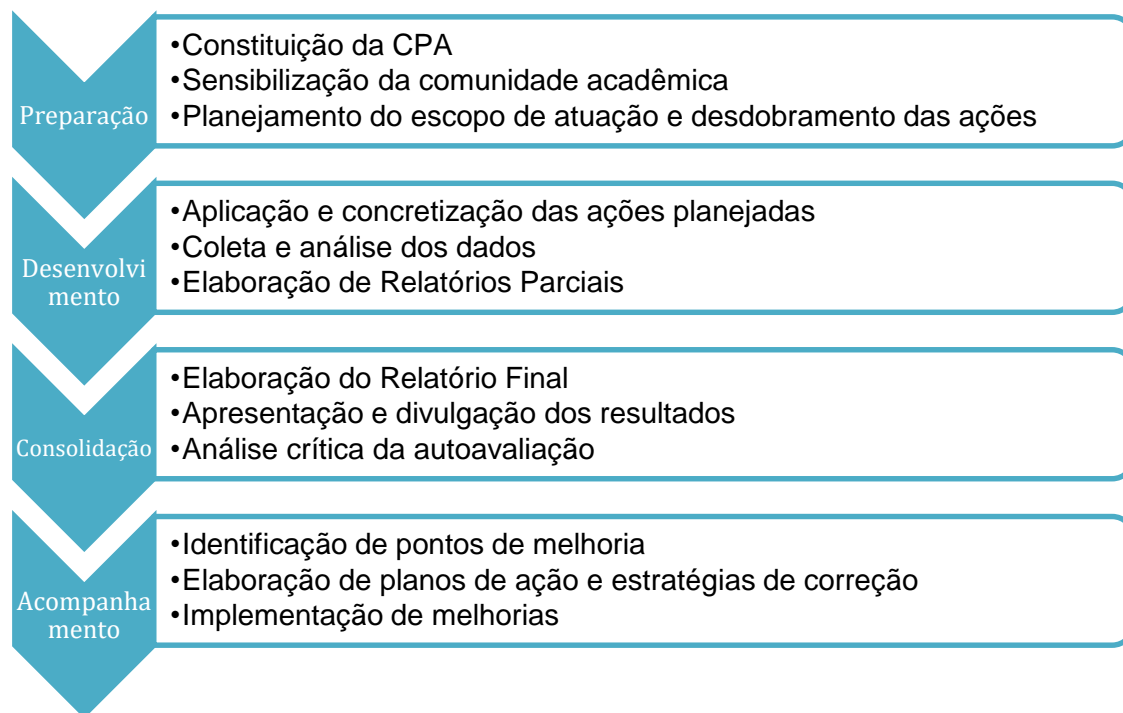 Preparação
•Constituição da CPA
•Sensibilização da comunidade acadêmica
•Planejamento do escopo de atuação e desdobramento das ações
Desenvolvi
mento
•Aplicação e concretização das ações planejadas
•Coleta e análise dos dados
•Elaboração de Relatórios Parciais
Consolidação
•Elaboração do Relatório Final
•Apresentação e divulgação dos resultados
•Análise crítica da autoavaliação
Acompanha
mento
•Identificação de pontos de melhoria
•Elaboração de planos de ação e estratégias de correção
•Implementação de melhorias